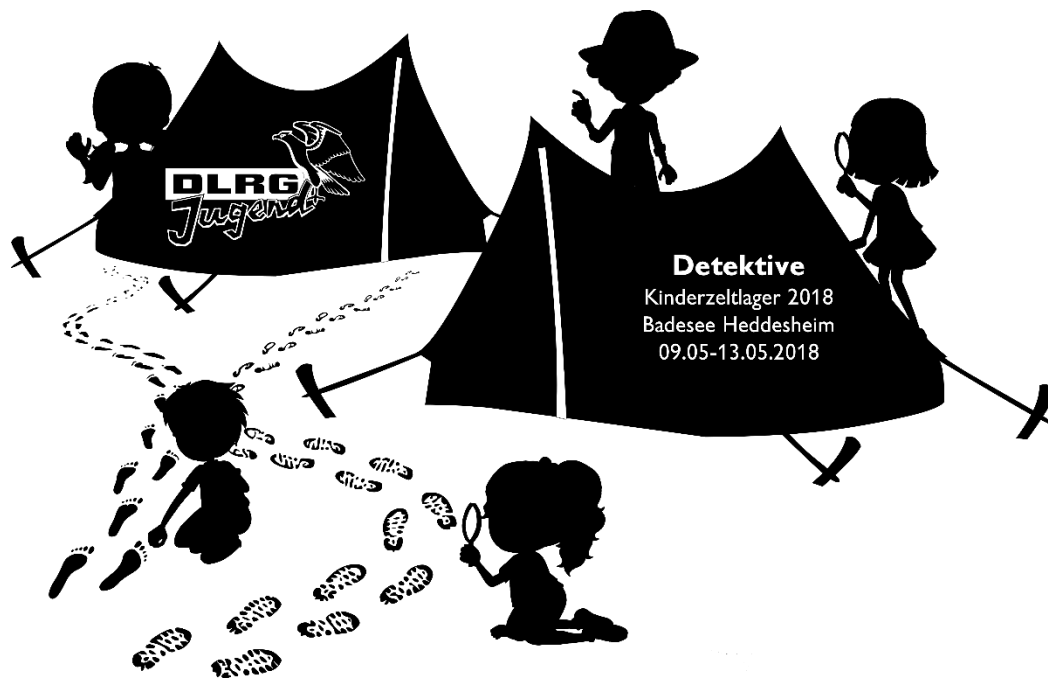 DLRG
Jugend
Detektive
Kinderzeltlager 2018
Badesee Heddesheim
09.05-13.05.2018